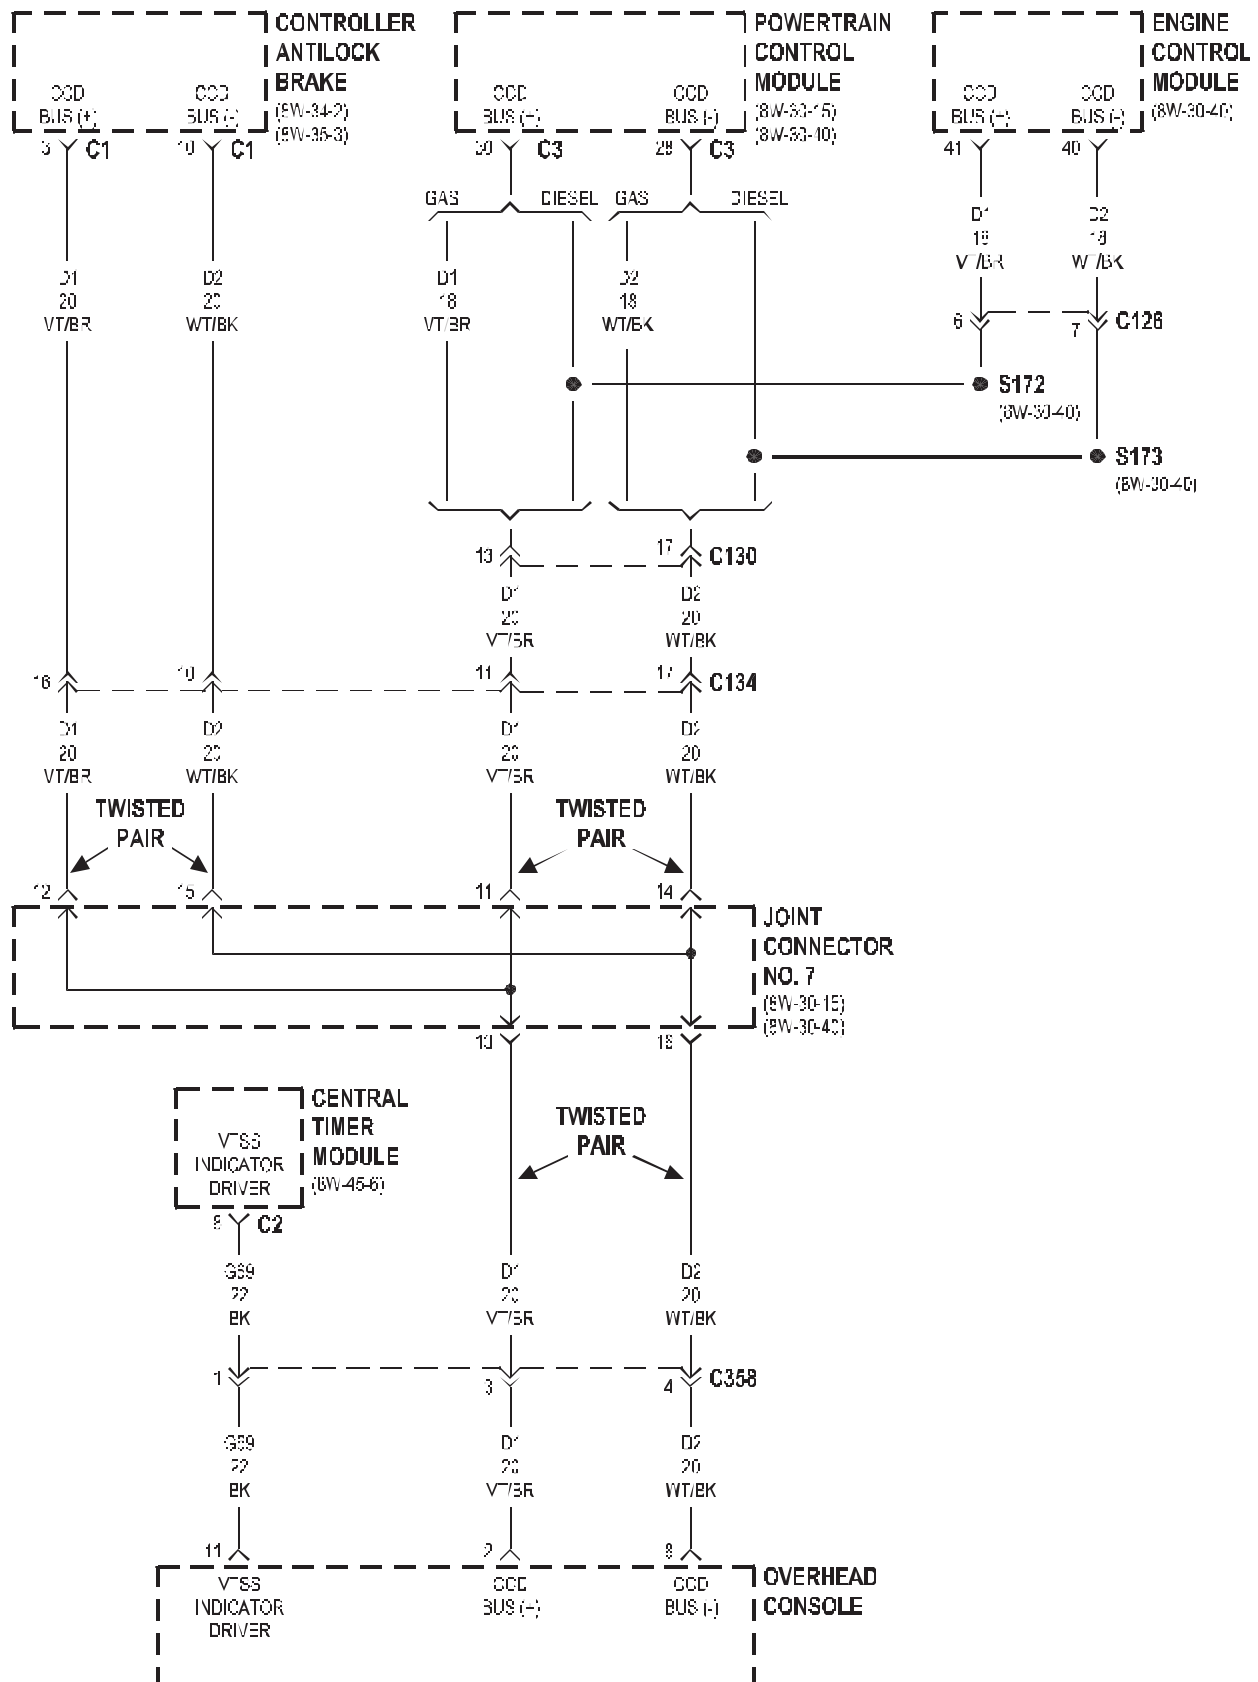 CONTROLLER
ANTILOCK
BRAKE
(8W-34-2)
(8W-35-3)
CCD
BUS (+)
CCD
BUS (-)
C1
C1
POWERTRAIN
CONTROL
MODULE
(8W-30-15)
(8W-30-40)
CCD
BUS (+)
CCD
BUS (-)
30
C3
28
C3
ENGINE
CONTROL
MODULE
(8W-30-40)
CCD
BUS (+)
CCD
BUS (-)
41
40
GAS
DIESEL
GAS
DIESEL
D1
20
VT/BR
D2
20
WT/BK
D1
18
VT/BR
D2
18
WT/BK
D1
18
VT/BR
D2
18
WT/BK
6
7
C126
S172
(8W-30-40)
S173
(8W-30-40)
13
17
C130
D1
20
VT/BR
D2
20
WT/BK
16
10
11
17
C134
D1
20
VT/BR
D2
20
WT/BK
D1
20
VT/BR
D2
20
WT/BK
TWISTED
PAIR
TWISTED
PAIR
12
15
11
14
JOINT
CONNECTOR
NO. 7
(8W-30-15)
(8W-30-40)
CENTRAL
TIMER
MODULE
(8W-45-6)
VTSS
INDICATOR
DRIVER
8
C2
TWISTED
PAIR
G69
22
BK
D1
20
VT/BR
D2
20
WT/BK
1
3
4
C358
G69
22
BK
D1
20
VT/BR
D2
20
WT/BK
11
2
8
OVERHEAD
CONSOLE
VTSS
INDICATOR
DRIVER
CCD
BUS (+)
CCD
BUS (-)